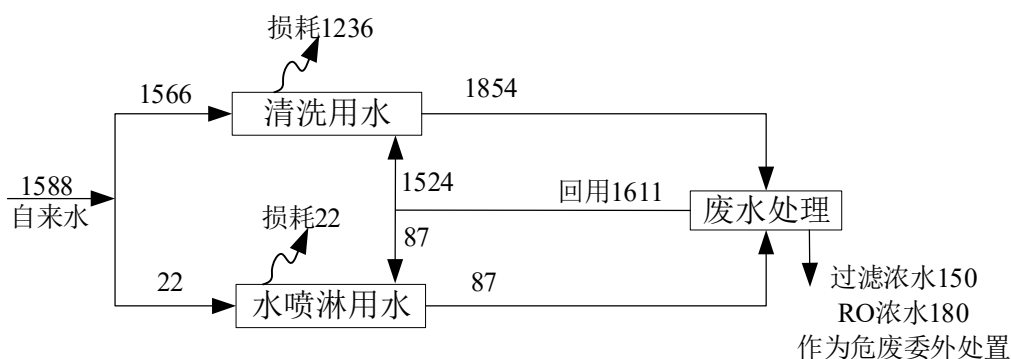 损耗1236
1566
清洗用水
1854
1588
自来水
1524
回用1611
废水处理
损耗22
87
22
水喷淋用水
87
过滤浓水150
RO浓水180
作为危废委外处置